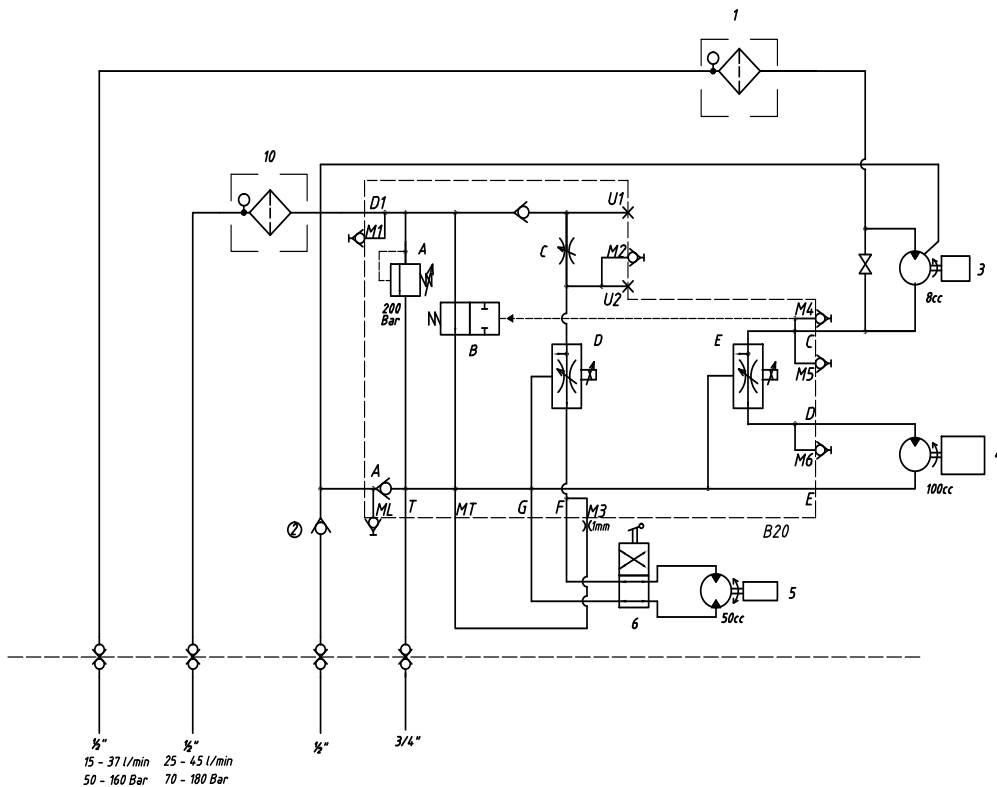 1
10
D1
M1
U1
A
C
M2
U2
200
Bar
B
D
E
M4
C
M5
3
8cc
D
M6
4
100cc
A
ML
T
MT
G
F
M3
1mm
E
B20
2
6
50cc
5
½"
½"
½"
3/4"
15 - 37 l/min
25 - 45 l/min
50 - 160 Bar
70 - 180 Bar